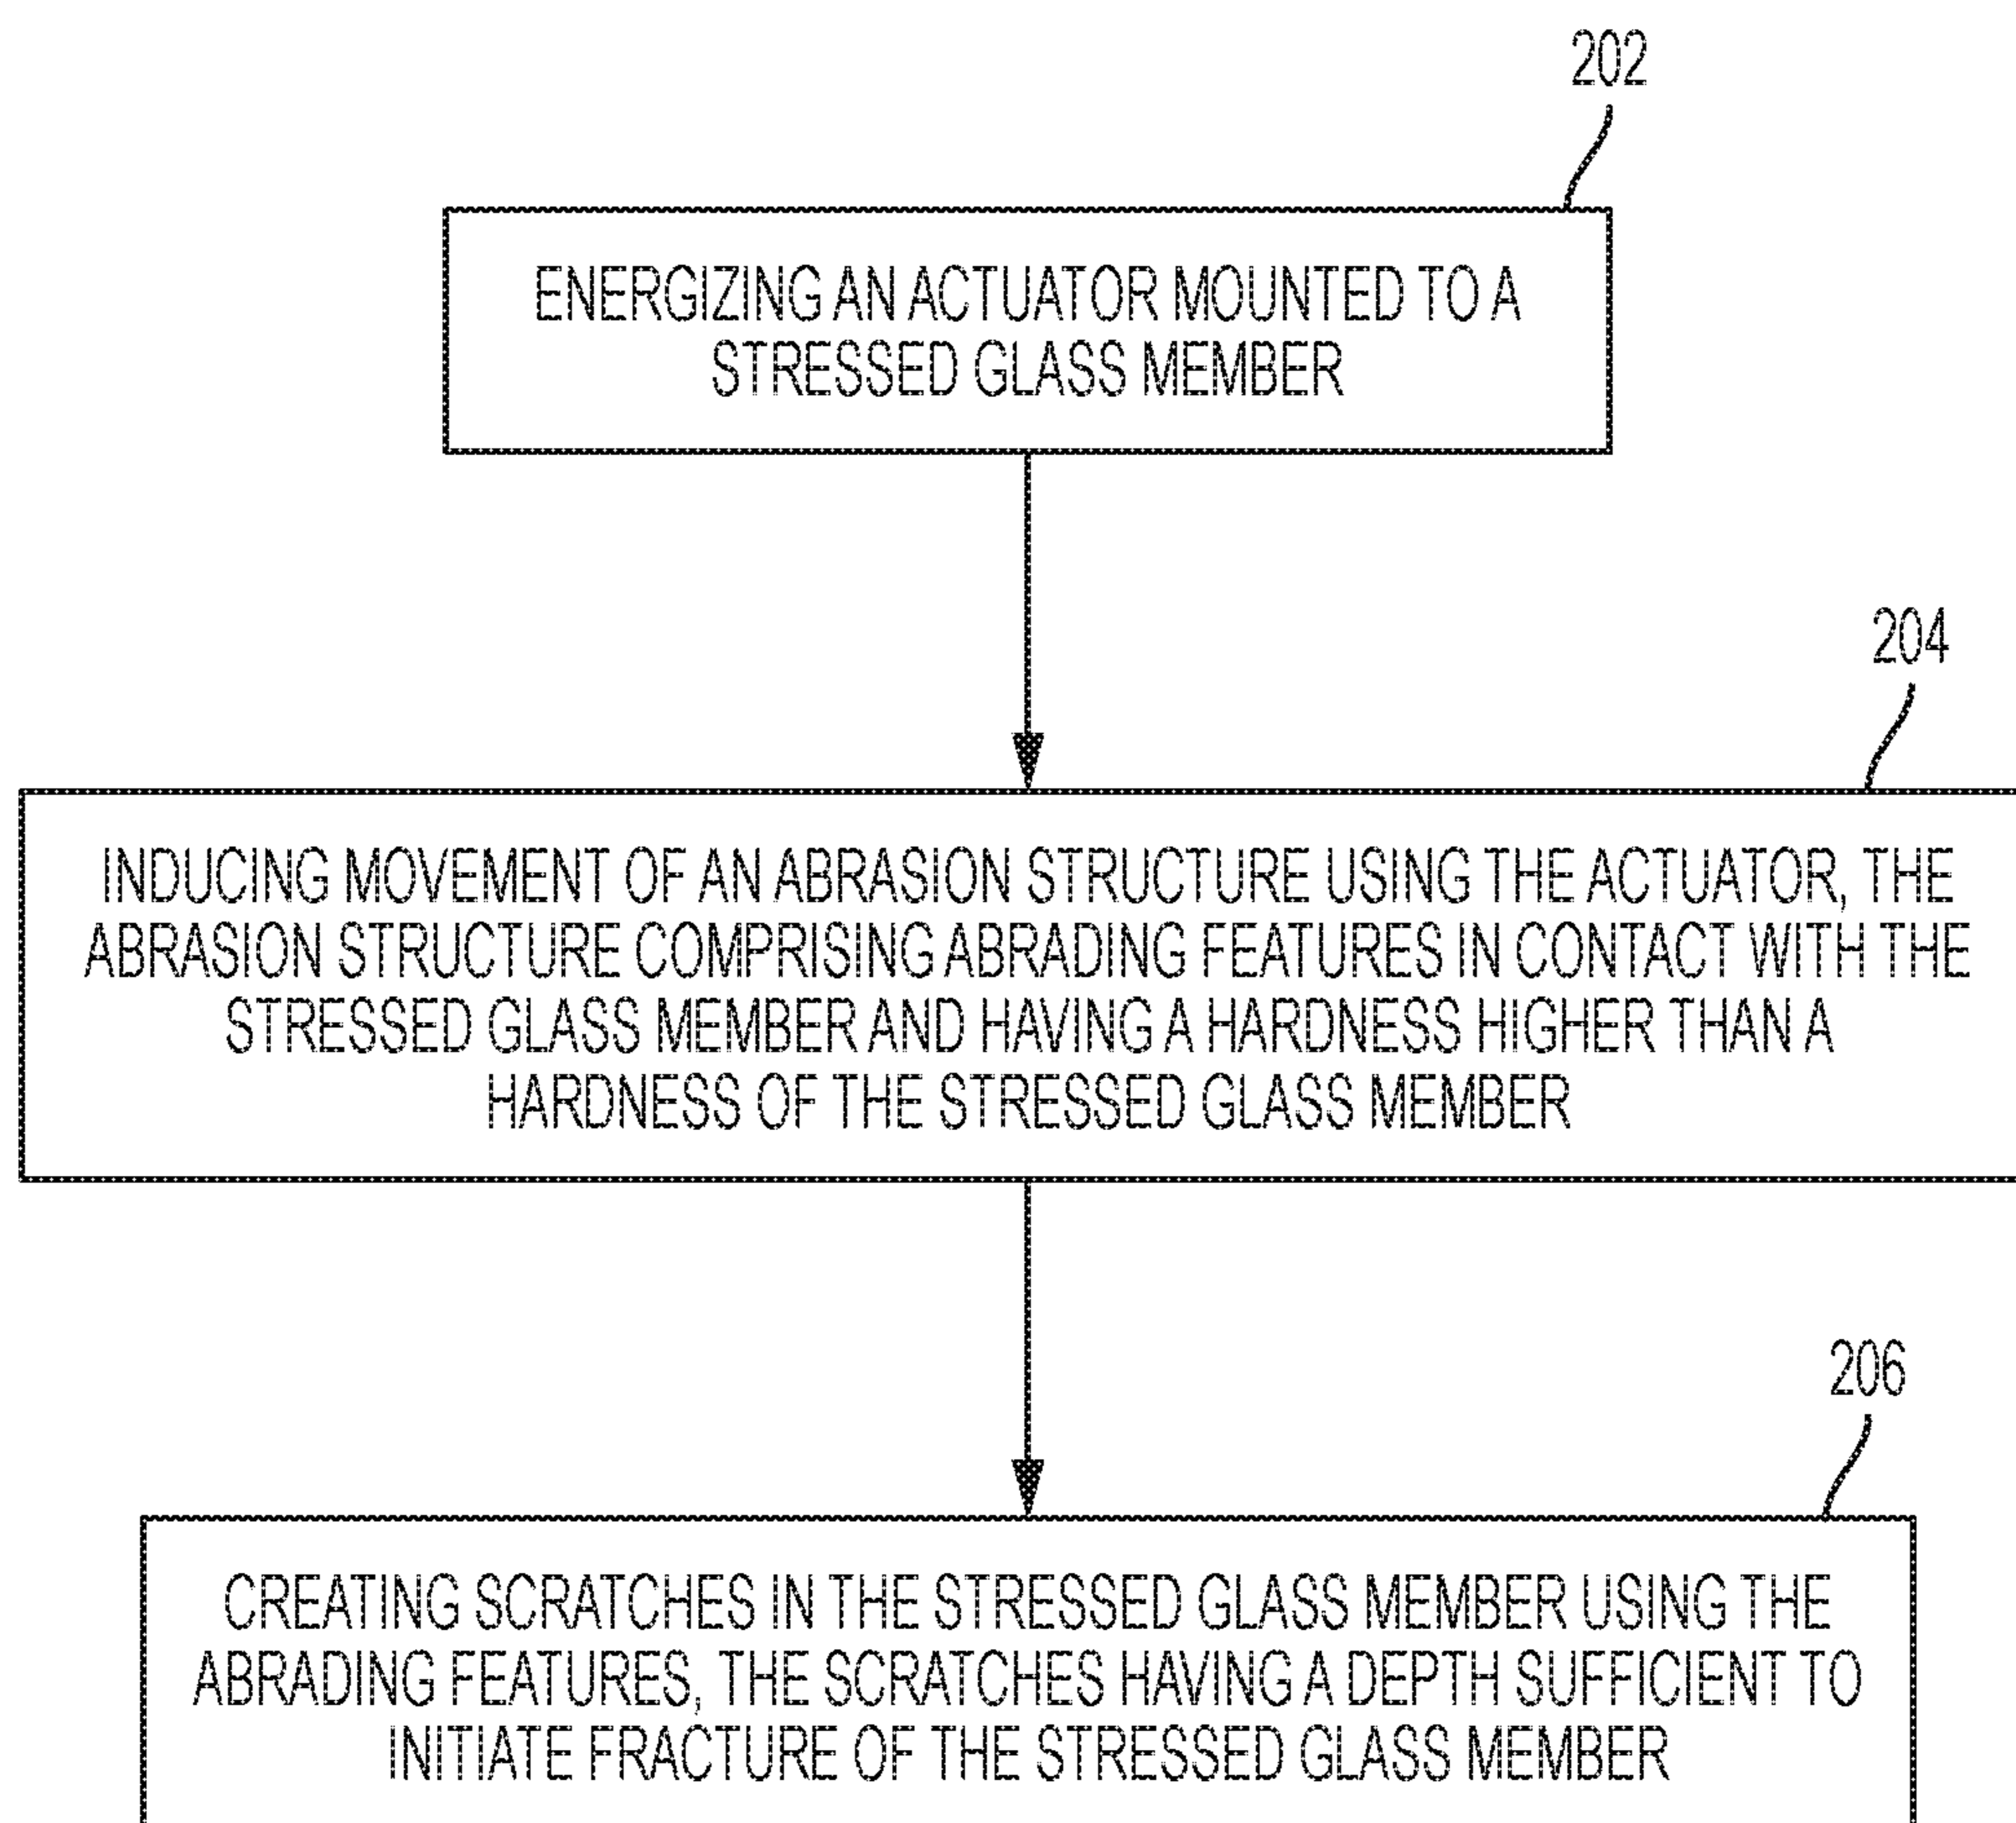 202
ENERGIZING AN ACTUATOR MOUNTED TO A
STRESSED GLASS MEMBER
204
INDUCING MOVEMENT OF AN ABRASION STRUCTURE USING THE ACTUATOR, THE
ABRASION STRUCTURE COMPRISING ABRADING FEATURES IN CONTACT WITH THE
STRESSED GLASS MEMBER AND HAVING A HARDNESS HIGHER THAN A
HARDNESS OF THE STRESSED GLASS MEMBER
206
CREATING SCRATCHES IN THE STRESSED GLASS MEMBER USING THE
ABRADING FEATURES, THE SCRATCHES HAVING A DEPTH SUFFICIENT TO
INITIATE FRACTURE OF THE STRESSED GLASS MEMBER